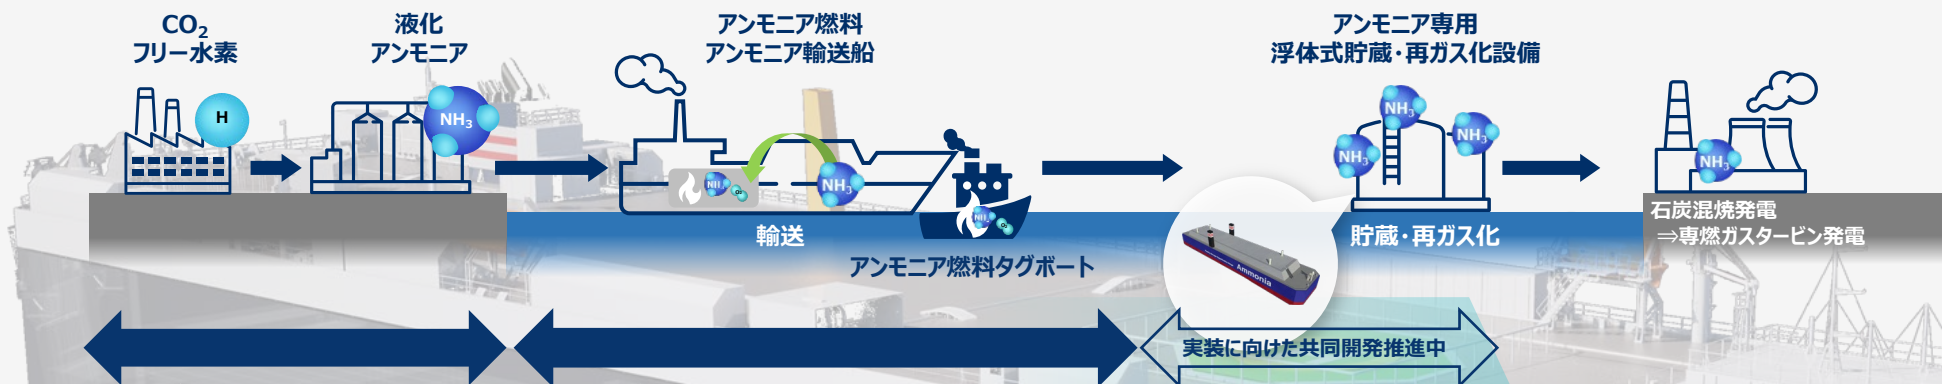 CO₂
フリー水素
液化
アンモニア
アンモニア燃料
アンモニア輸送船
アンモニア専用
浮体式貯蔵・再ガス化設備
H
NH₃
NH₃
NH₃
O₂
NH₃
O₂
NH₃
NH₃
NH₃
NH₃
輸送
アンモニア燃料タグボート
Ammonia
貯蔵・再ガス化
石炭混焼発電
⇒専燃ガスタービン発電
実装に向けた共同開発推進中